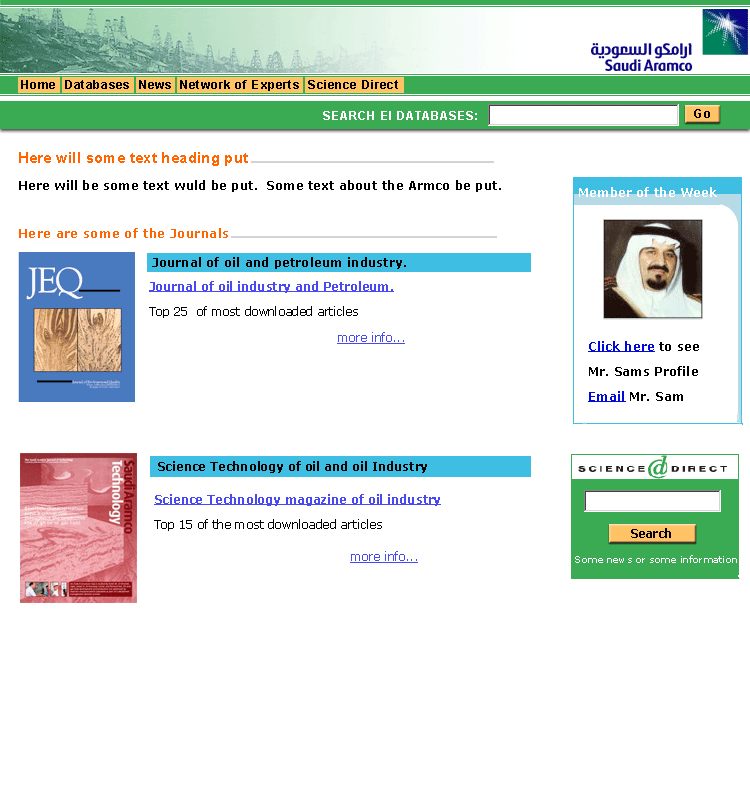 ارامكو السعودية
Saudi Aramco
Home Databases News Network of Experts Science Direct
SEARCH EI DATABASES: Go
Here will some text heading put
Here will be some text wuld be put. Some text about the Armco be put.
Member of the Week
Click here to see
Mr. Sams Profile
Email Mr. Sam
Here are some of the Journals
JEQ
Journal of oil and petroleum industry.
Journal of oil industry and Petroleum.
Top 25 of most downloaded articles
more info...
Saudi Aramco
Technology
Science Technology of oil and oil Industry
Science Technology magazine of oil industry
Top 15 of the most downloaded articles
more info...
SCIENCE@DIRECT
Search
Some news or some information